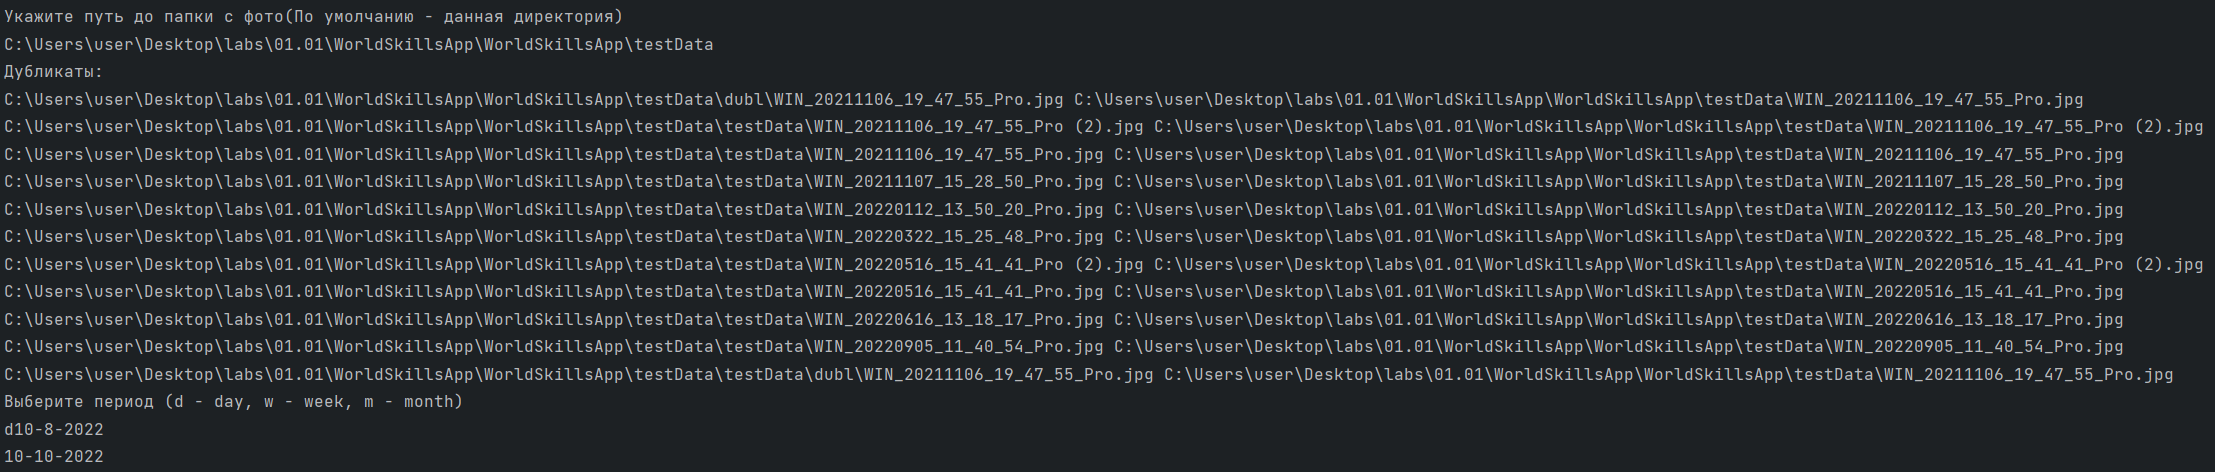 Укажите путь до папки с фото(По умолчанию - данная директория)
C:\Users\user\Desktop\labs\01.01\WorldSkillsApp\WorldSkillsApp\testData
Дубликаты:
C:\Users\user\Desktop\labs\01.01\WorldSkillsApp\WorldSkillsApp\testData\dubl\WIN_20211106_19_47_55_Pro.jpg C:\Users\user\Desktop\labs\01.01\WorldSkillsApp\WorldSkillsApp\testData\WIN_20211106_19_47_55_Pro.jpg
C:\Users\user\Desktop\labs\01.01\WorldSkillsApp\WorldSkillsApp\testData\testData\WIN_20211106_19_47_55_Pro (2).jpg C:\Users\user\Desktop\labs\01.01\WorldSkillsApp\WorldSkillsApp\testData\WIN_20211106_19_47_55_Pro (2).jpg
C:\Users\user\Desktop\labs\01.01\WorldSkillsApp\WorldSkillsApp\testData\testData\WIN_20211106_19_47_55_Pro.jpg C:\Users\user\Desktop\labs\01.01\WorldSkillsApp\WorldSkillsApp\testData\WIN_20211106_19_47_55_Pro.jpg
C:\Users\user\Desktop\labs\01.01\WorldSkillsApp\WorldSkillsApp\testData\testData\WIN_20211107_15_28_50_Pro.jpg C:\Users\user\Desktop\labs\01.01\WorldSkillsApp\WorldSkillsApp\testData\WIN_20211107_15_28_50_Pro.jpg
C:\Users\user\Desktop\labs\01.01\WorldSkillsApp\WorldSkillsApp\testData\testData\WIN_20220112_13_50_20_Pro.jpg C:\Users\user\Desktop\labs\01.01\WorldSkillsApp\WorldSkillsApp\testData\WIN_20220112_13_50_20_Pro.jpg
C:\Users\user\Desktop\labs\01.01\WorldSkillsApp\WorldSkillsApp\testData\testData\WIN_20220322_15_25_48_Pro.jpg C:\Users\user\Desktop\labs\01.01\WorldSkillsApp\WorldSkillsApp\testData\WIN_20220322_15_25_48_Pro.jpg
C:\Users\user\Desktop\labs\01.01\WorldSkillsApp\WorldSkillsApp\testData\testData\WIN_20220516_15_41_41_Pro (2).jpg C:\Users\user\Desktop\labs\01.01\WorldSkillsApp\WorldSkillsApp\testData\WIN_20220516_15_41_41_Pro (2).jpg
C:\Users\user\Desktop\labs\01.01\WorldSkillsApp\WorldSkillsApp\testData\testData\WIN_20220516_15_41_41_Pro.jpg C:\Users\user\Desktop\labs\01.01\WorldSkillsApp\WorldSkillsApp\testData\WIN_20220516_15_41_41_Pro.jpg
C:\Users\user\Desktop\labs\01.01\WorldSkillsApp\WorldSkillsApp\testData\testData\WIN_20220616_13_18_17_Pro.jpg C:\Users\user\Desktop\labs\01.01\WorldSkillsApp\WorldSkillsApp\testData\WIN_20220616_13_18_17_Pro.jpg
C:\Users\user\Desktop\labs\01.01\WorldSkillsApp\WorldSkillsApp\testData\testData\WIN_20220905_11_40_54_Pro.jpg C:\Users\user\Desktop\labs\01.01\WorldSkillsApp\WorldSkillsApp\testData\WIN_20220905_11_40_54_Pro.jpg
C:\Users\user\Desktop\labs\01.01\WorldSkillsApp\WorldSkillsApp\testData\testData\dubl\WIN_20211106_19_47_55_Pro.jpg C:\Users\user\Desktop\labs\01.01\WorldSkillsApp\WorldSkillsApp\testData\WIN_20211106_19_47_55_Pro.jpg
Выберите период (d - day, w - week, m - month)
d10-8-2022
10-10-2022